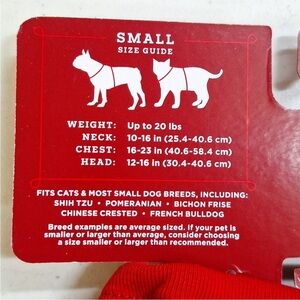 SMALL
SIZE GUIDE
WEIGHT: Up to 20 lbs
NECK: 10-16 in (25.4-40.6 cm)
CHEST: 16-23 in (40.6-58.4 cm)
HEAD: 12-16 in (30.4-40.6 cm)
FITS CATS & MOST SMALL DOG BREEDS, INCLUDING:
SHIH TZU • POMERANIAN • BICHON FRISE
CHINESE CRESTED • FRENCH BULLDOG
Breed examples are average sized. If your pet is
smaller or larger than average, consider choosing
a size smaller or larger than recommended.